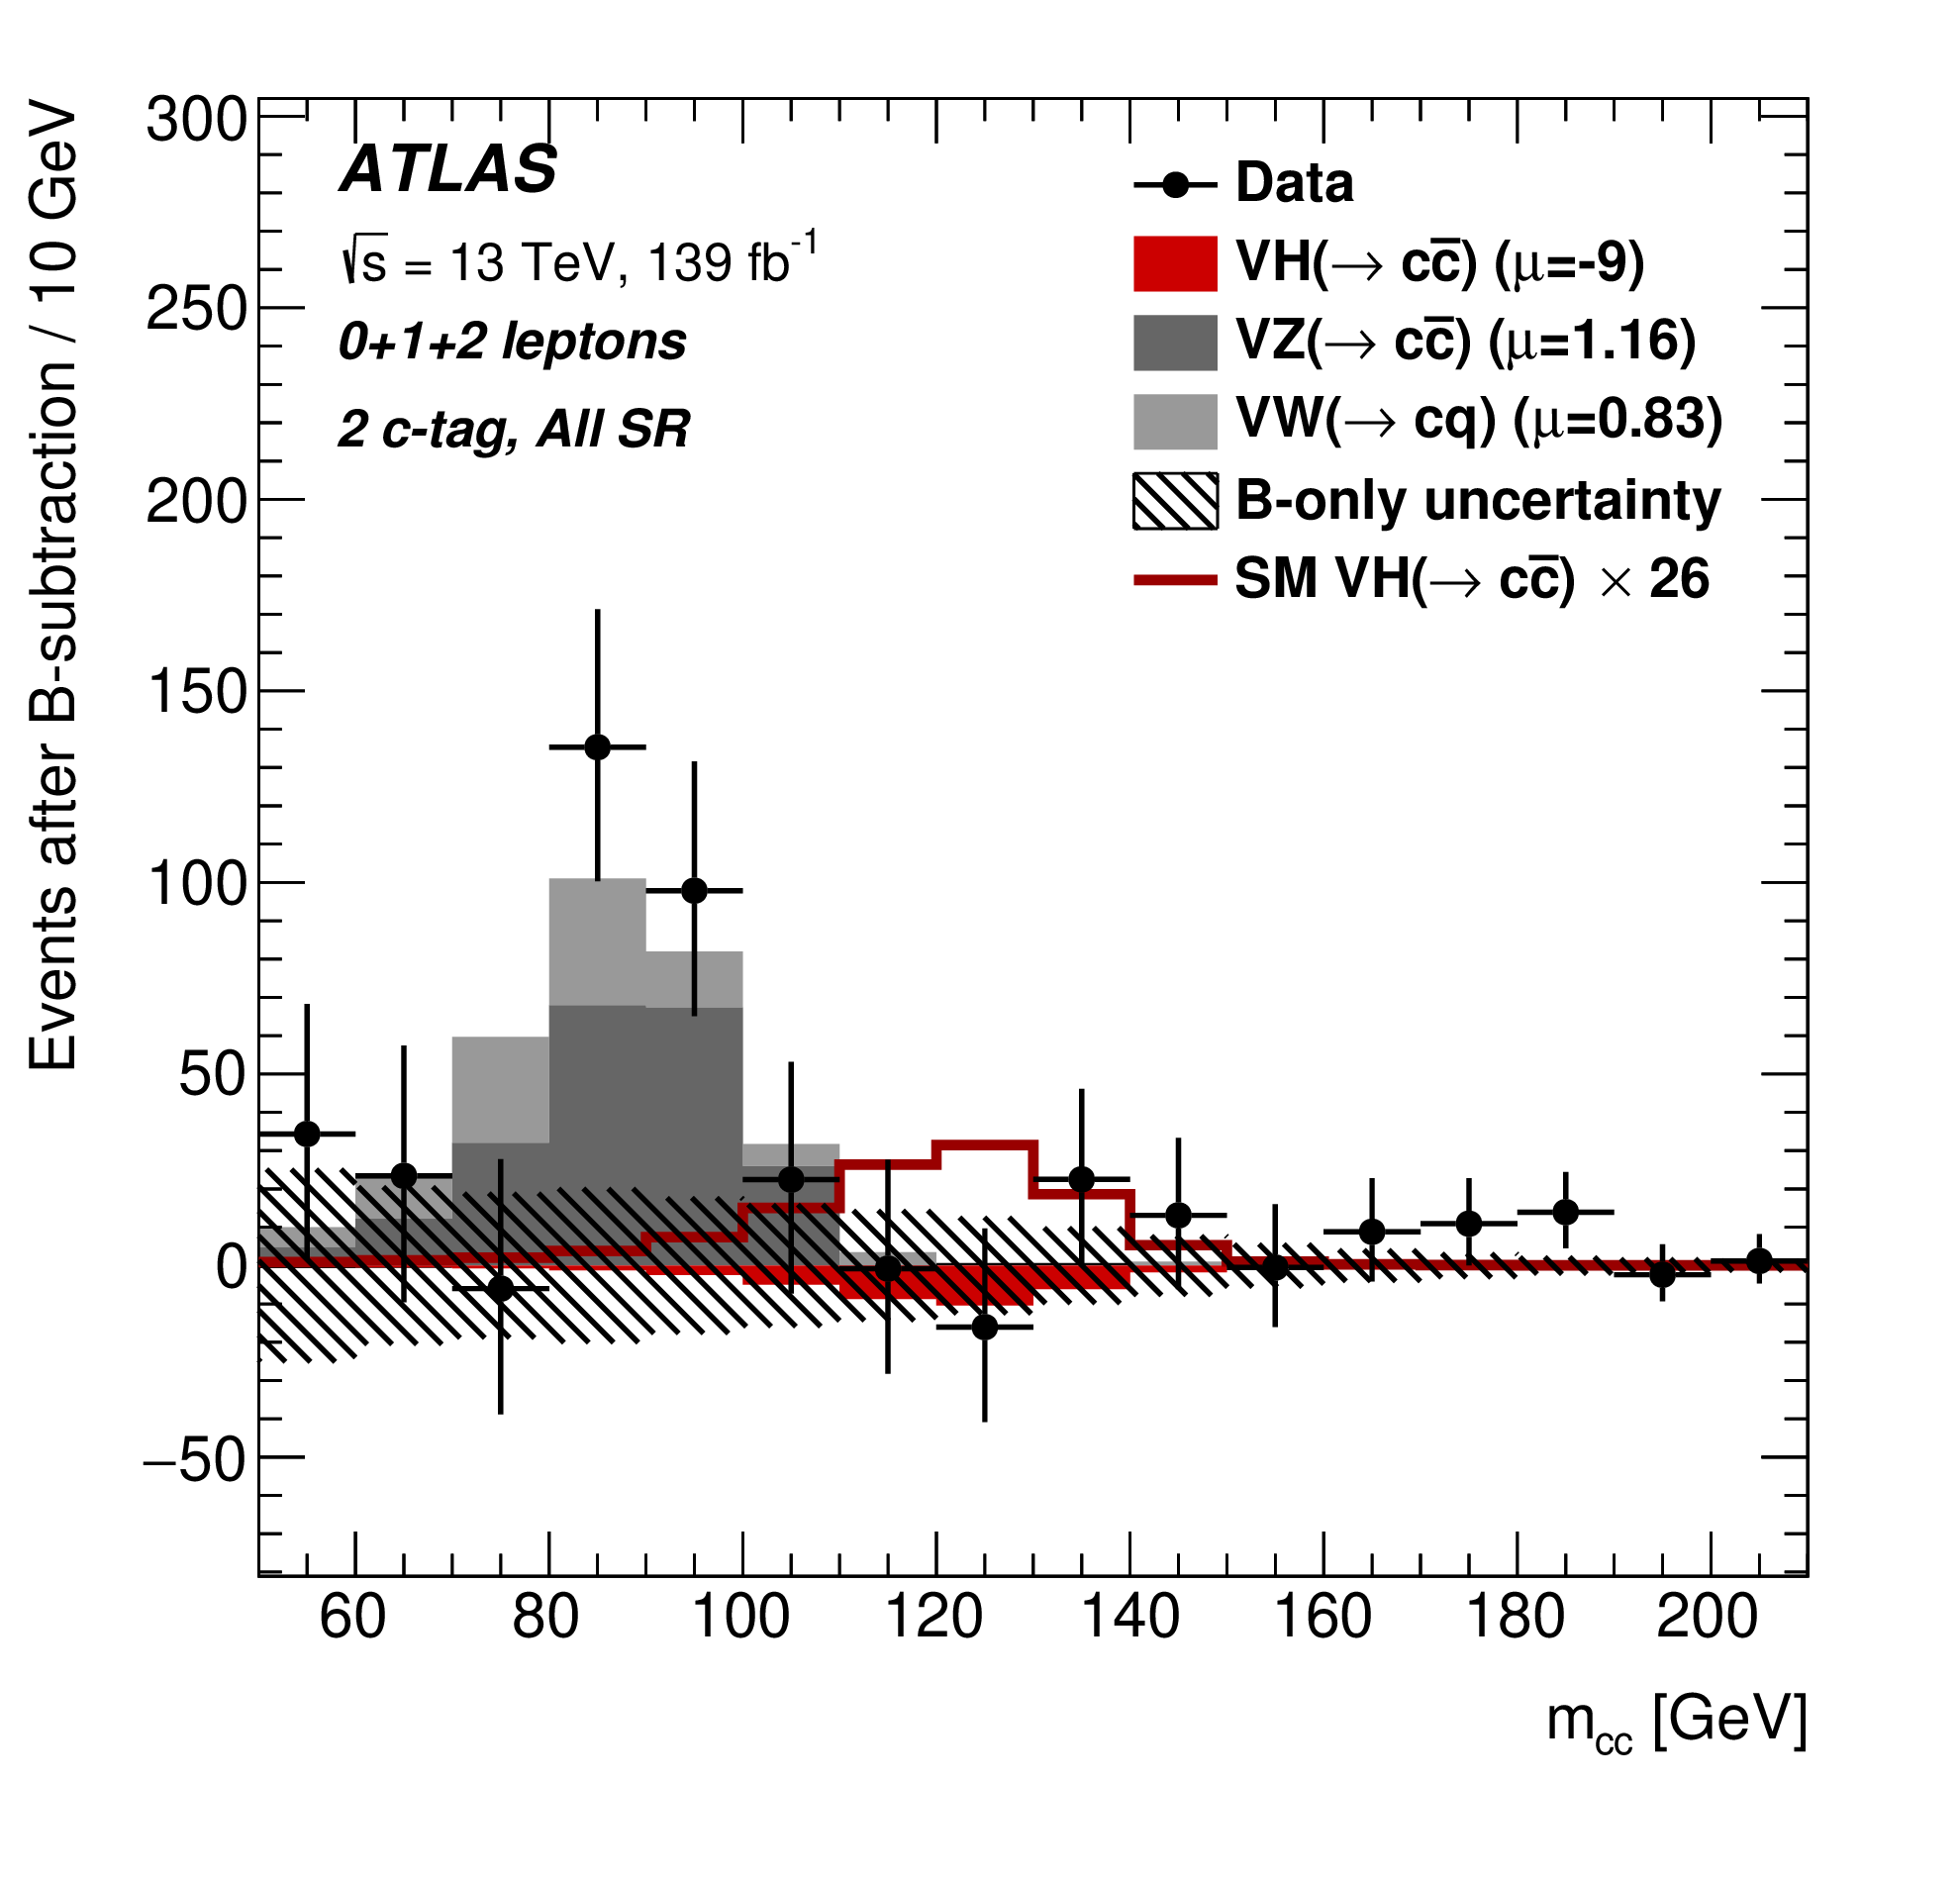 Events after B-subtraction / 10 GeV
300
250
200
150
100
50
0
−50
ATLAS
√s = 13 TeV, 139 fb⁻¹
0+1+2 leptons
2 c-tag, All SR
Data
VH(→ cc̅) (μ=-9)
VZ(→ cc̅) (μ=1.16)
VW(→ cq) (μ=0.83)
B-only uncertainty
SM VH(→ cc̅) × 26
60 80 100 120 140 160 180 200
m_cc [GeV]